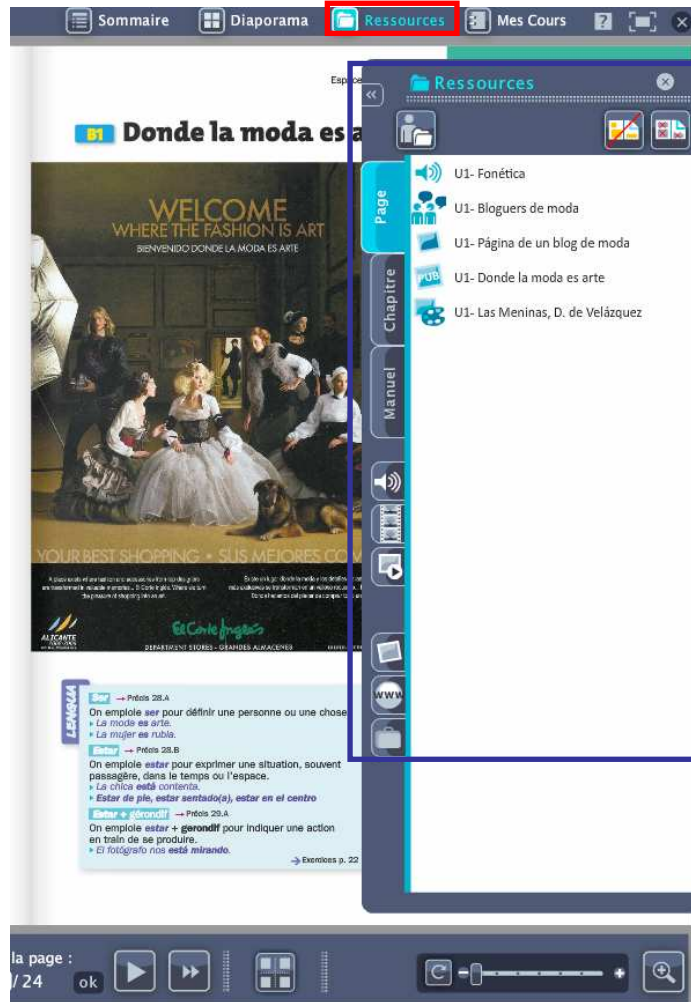 Sommaire Diaporama Ressources Mes Cours ?
Espace
B1 Donde la moda es a
WELCOME
WHERE THE FASHION IS ART
BIENVENIDO DONDE LA MODA ES ARTE
YOUR BEST SHOPPING • SUS MEJORES COM
ALICANTE
El Corte Inglés
DEPARTMENT STORES - GRANDES ALMACENES
LENGUA
Ser → Précis 28.A
On emploie ser pour définir une personne ou une chose.
La moda es arte.
La mujer es rubia.
Estar → Précis 28.B
On emploie estar pour exprimer une situation, souvent
passagère, dans le temps ou l'espace.
La chica está contenta.
Estar de pie, estar sentado(a), estar en el centro
Estar + gérondif → Précis 29.A
On emploie estar + gerondif pour indiquer une action
en train de se produire.
El fotógrafo nos está mirando.
→ Exercices p. 22
Ressources
Page
Chapitre
Manuel
www
U1- Fonética
U1- Bloguers de moda
U1- Página de un blog de moda
PUB U1- Donde la moda es arte
U1- Las Meninas, D. de Velázquez
la page :
/ 24 ok